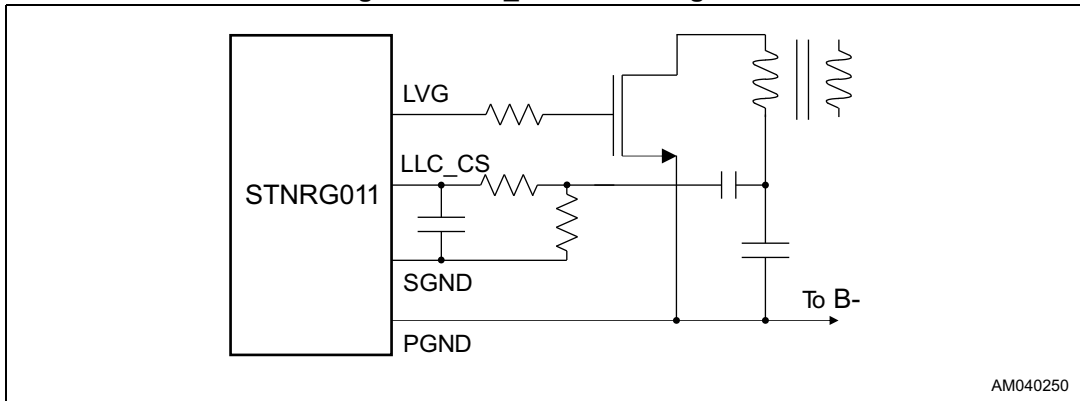 LVG
LLC_CS
STNRG011
SGND
To B-
PGND
AM040250